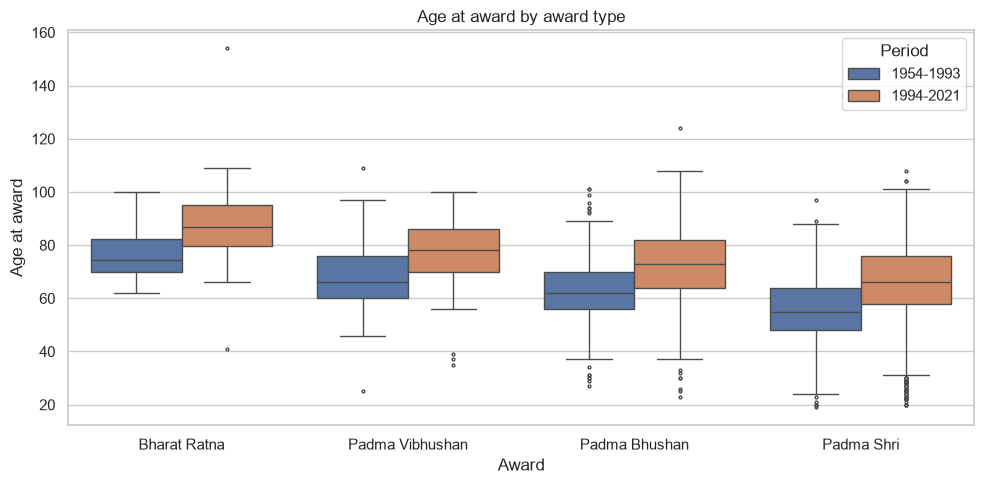 Age at award by award type
Period
1954-1993
1994-2021
Age at award
160
140
120
100
80
60
40
20
Bharat Ratna
Padma Vibhushan
Padma Bhushan
Padma Shri
Award